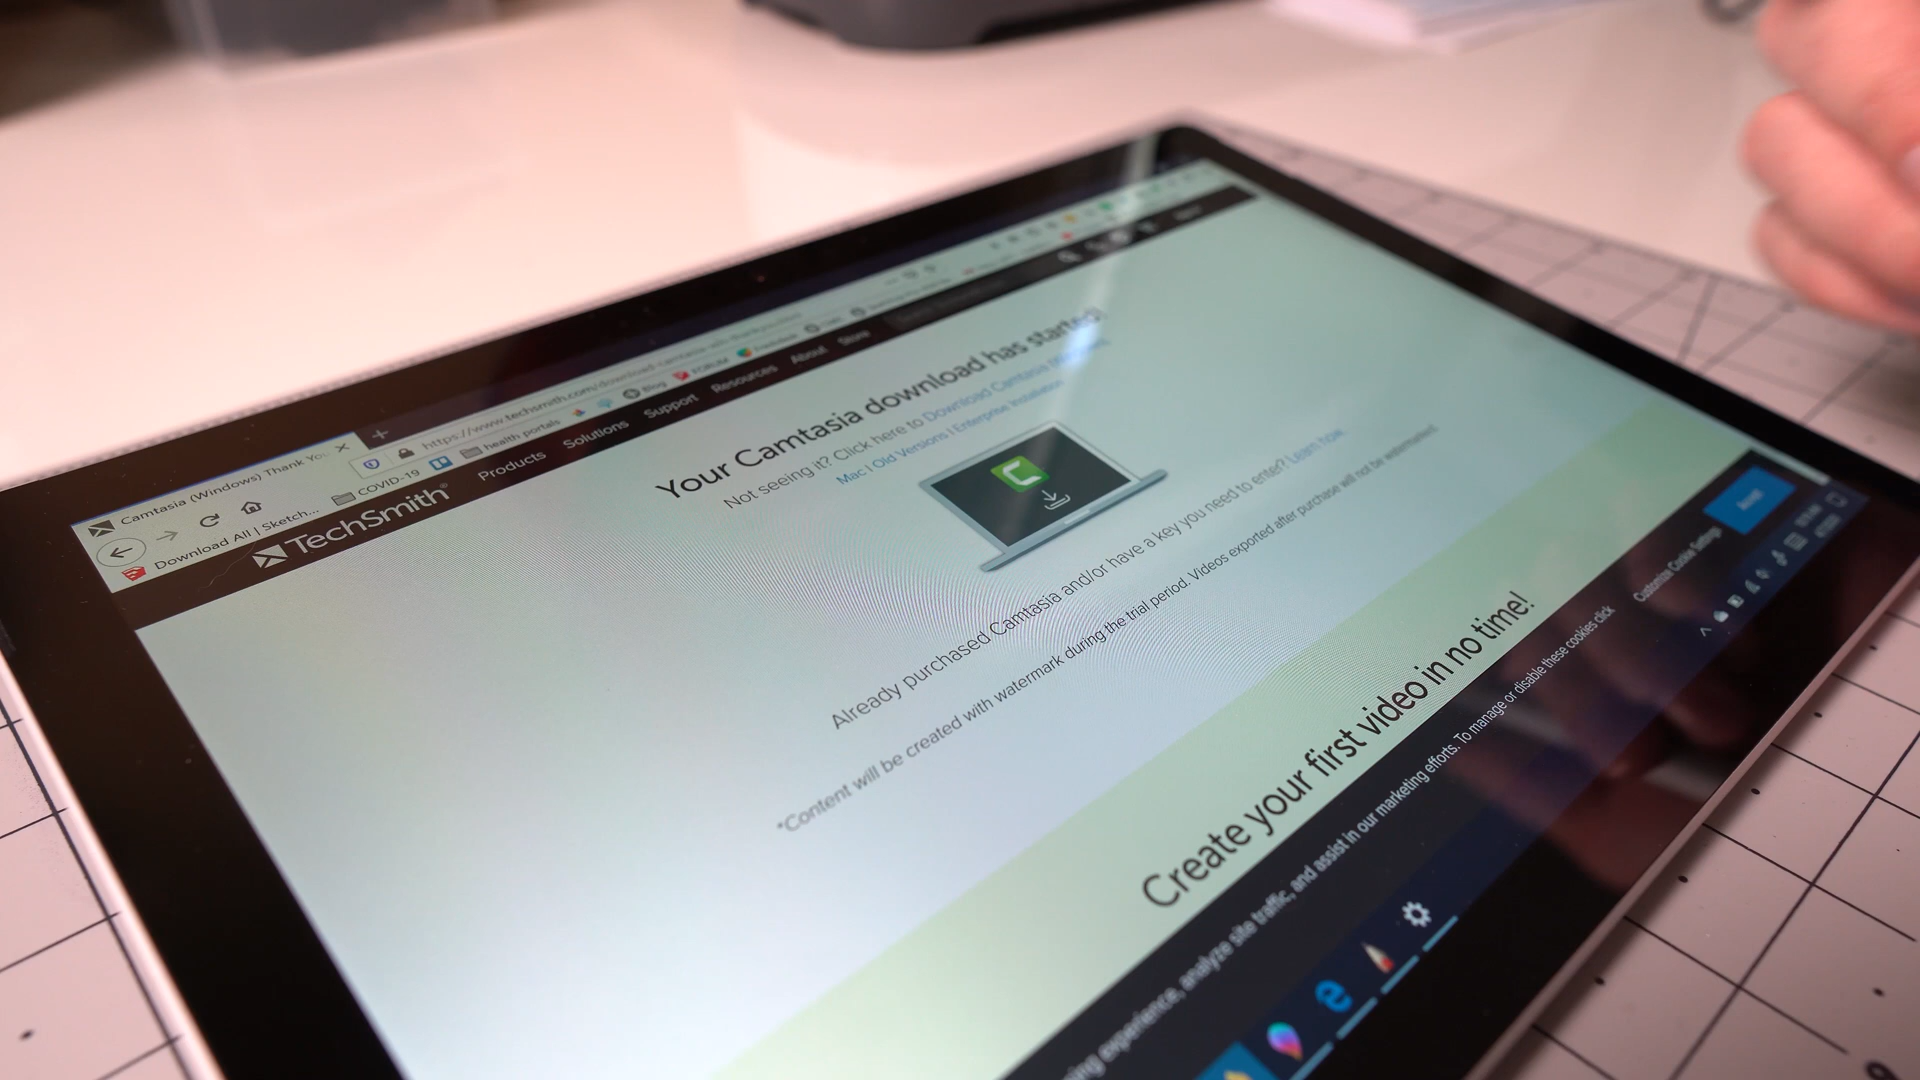 Camtasia (Windows) Thank Yo
https://www.techsmith.com/download-camtasia-win-thankyou.html
Download All | Sketch... COVID-19 health portals Blog FORUM
TechSmith Products Solutions Support Resources About Store
Your Camtasia download has started!
Not seeing it? Click here to Download Camtasia
Mac | Old Versions | Enterprise Installation
Already purchased Camtasia and/or have a key you need to enter? Learn how.
*Content will be created with watermark during the trial period. Videos exported after purchase will not be watermarked.
Create your first video in no time!
ing experience, analyze site traffic, and assist in our marketing efforts. To manage or disable these cookies click
Customize Cookie Settings